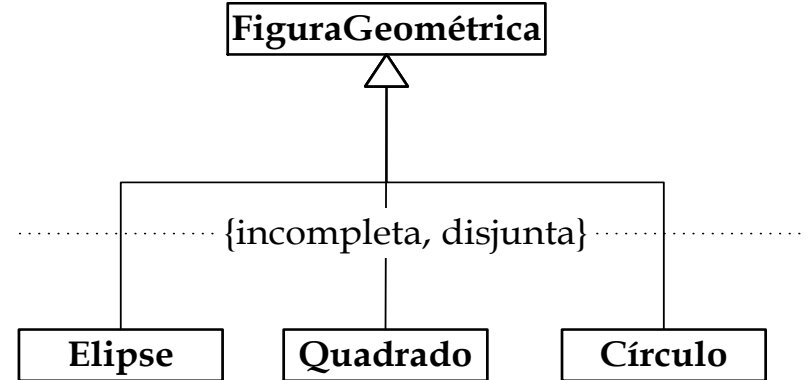 FiguraGeométrica
{incompleta, disjunta}
Elipse
Quadrado
Círculo